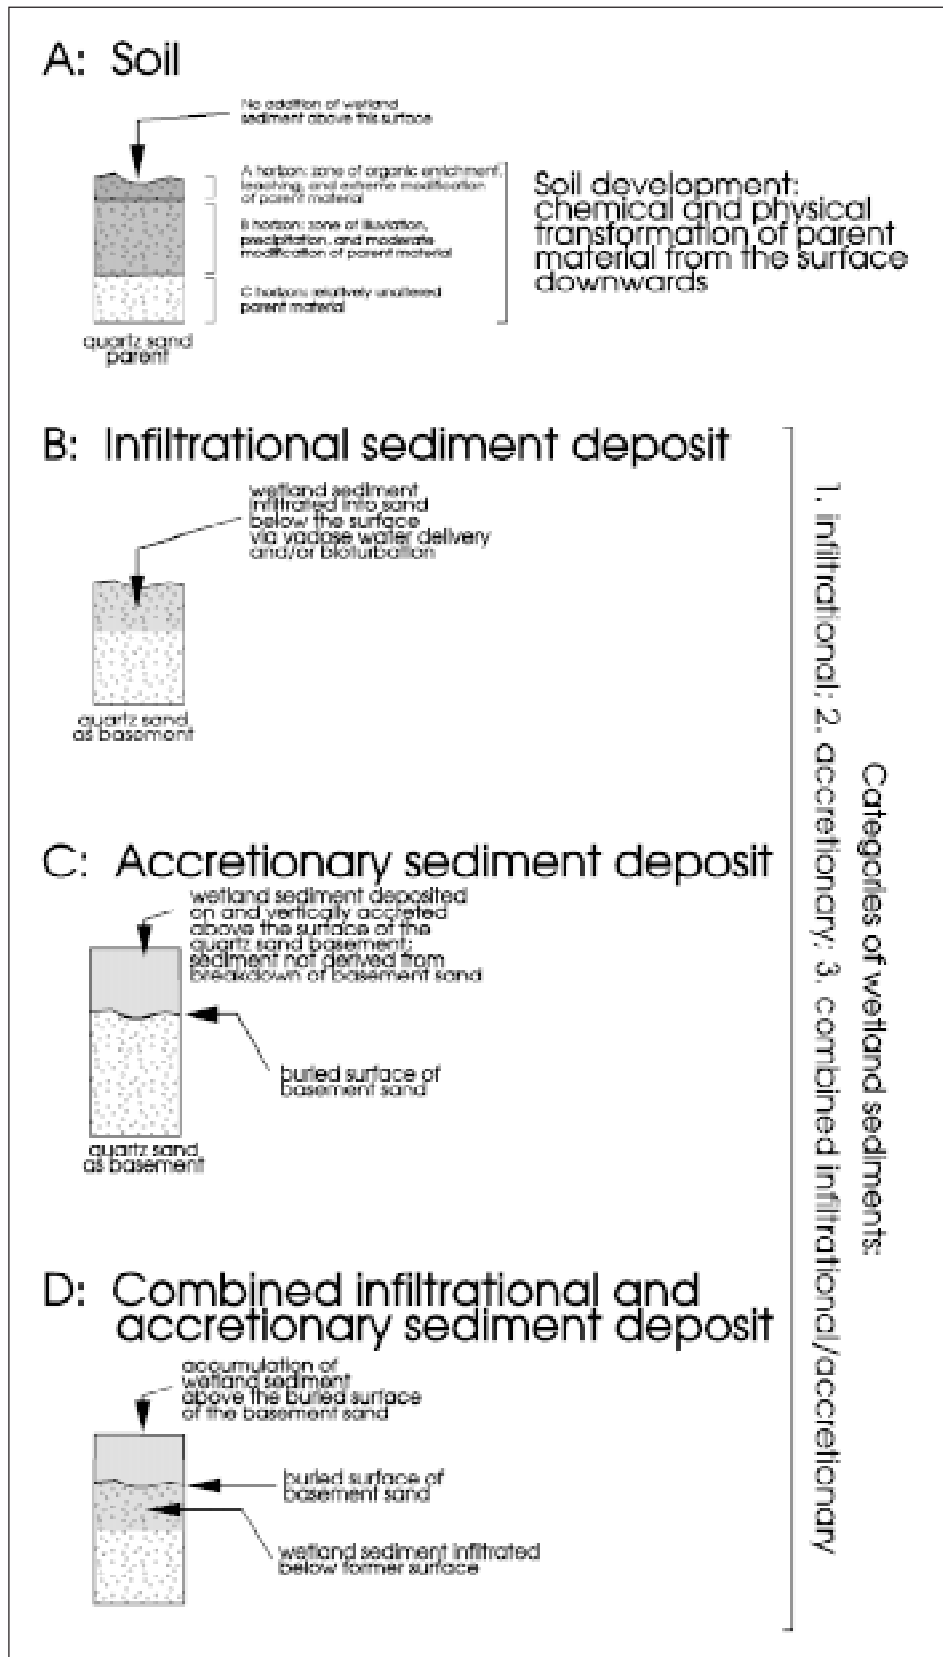 A: Soil
No addition of wetland
sediment above this surface
A horizon: zone of organic enrichment,
leaching, and extreme modification
of parent material
B horizon: zone of illuviation,
precipitation, and moderate
modification of parent material
C horizon: relatively unaltered
parent material
quartz sand
parent
Soil development:
chemical and physical
transformation of parent
material from the surface
downwards
B: Infiltrational sediment deposit
wetland sediment
infiltrated into sand
below the surface
via vadose water delivery
and/or bioturbation
quartz sand
as basement
C: Accretionary sediment deposit
wetland sediment deposited
on and vertically accreted
above the surface of the
quartz sand basement;
sediment not derived from
breakdown of basement sand
buried surface of
basement sand
quartz sand
as basement
D: Combined infiltrational and
accretionary sediment deposit
accumulation of
wetland sediment
above the buried surface
of the basement sand
buried surface of
basement sand
wetland sediment infiltrated
below former surface
Categories of wetland sediments:
1. infiltrational; 2. accretionary; 3. combined infiltrational/accretionary